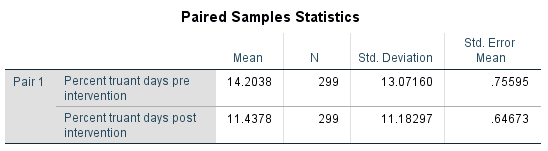 Paired Samples Statistics
Mean N Std. Deviation Std. Error Mean
Pair 1 Percent truant days pre intervention 14.2038 299 13.07160 .75595
Percent truant days post intervention 11.4378 299 11.18297 .64673